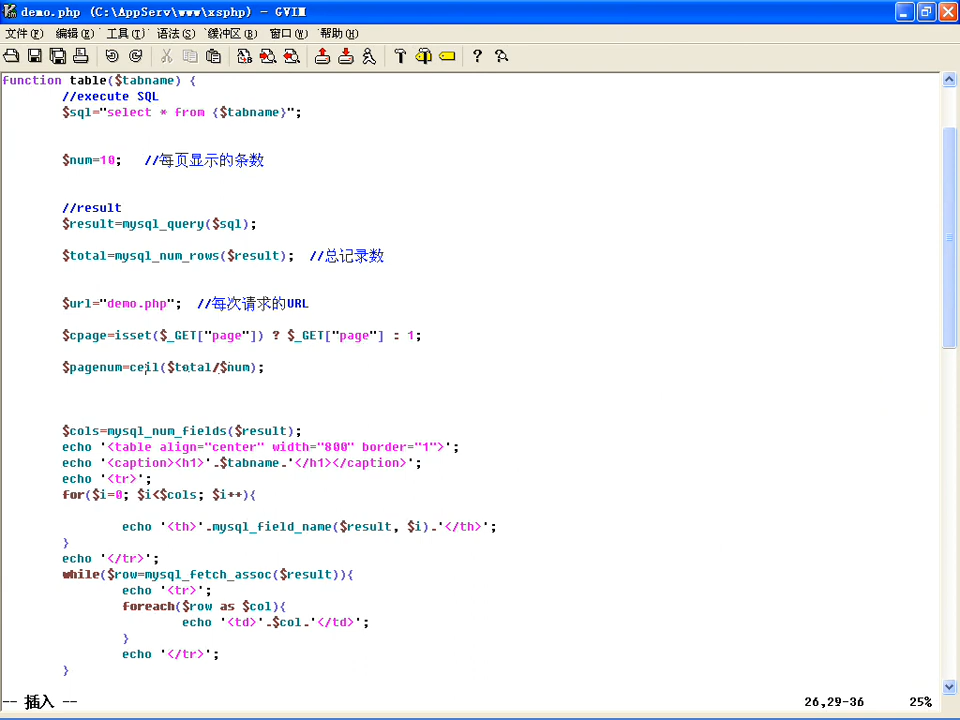 demo.php (C:\AppServ\www\xsphp) - GVIM
文件(F) 编辑(E) 工具(T) 语法(S) 缓冲区(B) 窗口(W) 帮助(H)
function table($tabname) {
//execute SQL
$sql="select * from {$tabname}";
$num=10; //每页显示的条数
//result
$result=mysql_query($sql);
$total=mysql_num_rows($result); //总记录数
$url="demo.php"; //每次请求的URL
$cpage=isset($_GET["page"]) ? $_GET["page"] : 1;
$pagenum=ceil($total/$num);
$cols=mysql_num_fields($result);
echo '<table align="center" width="800" border="1">';
echo '<caption><h1>'.$tabname.'</h1></caption>';
echo '<tr>';
for($i=0; $i<$cols; $i++){
echo '<th>'.mysql_field_name($result, $i).'</th>';
}
echo '</tr>';
while($row=mysql_fetch_assoc($result)){
echo '<tr>';
foreach($row as $col){
echo '<td>'.$col.'</td>';
}
echo '</tr>';
}
-- 插入 -- 26,29-36 25%